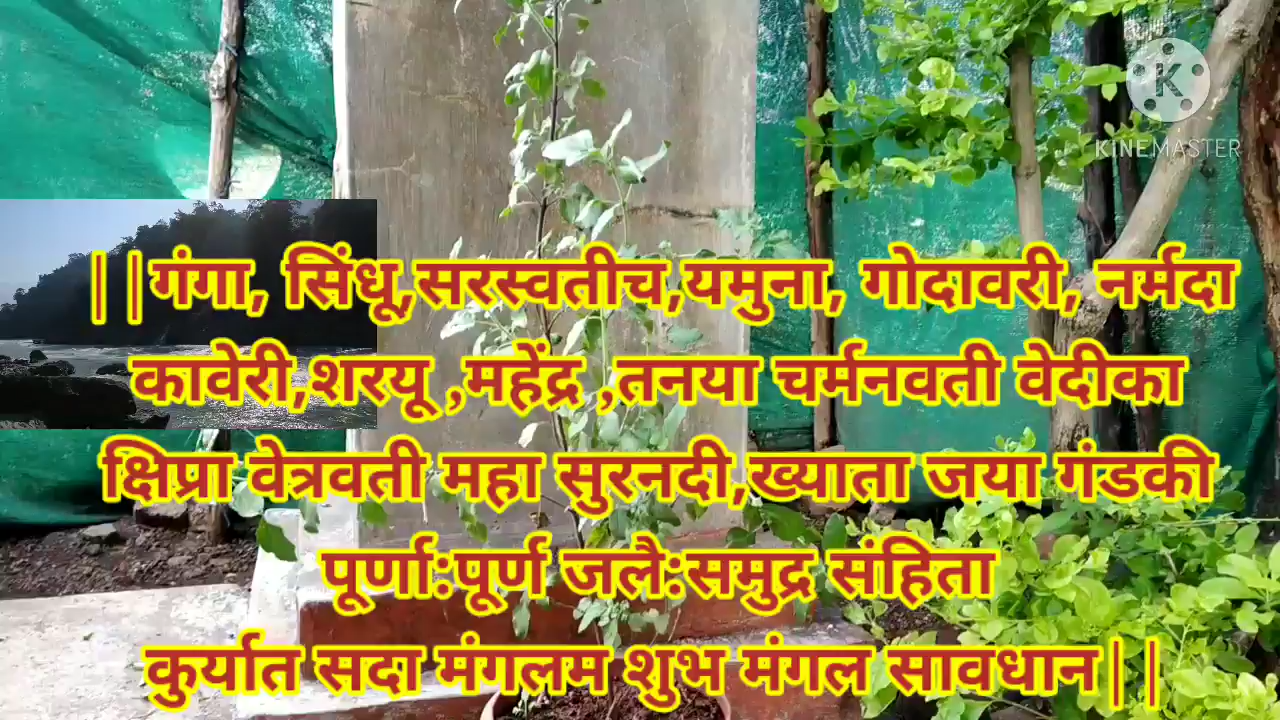 K
KINEMASTER
||गंगा, सिंधू,सरस्वतीच,यमुना, गोदावरी, नर्मदा
कावेरी,शरयू ,महेंद्र ,तनया चर्मनवती वेदीका
क्षिप्रा वेत्रवती महा सुरनदी,ख्याता जया गंडकी
पूर्णा:पूर्ण जलै:समुद्र संहिता
कुर्यात सदा मंगलम शुभ मंगल सावधान||